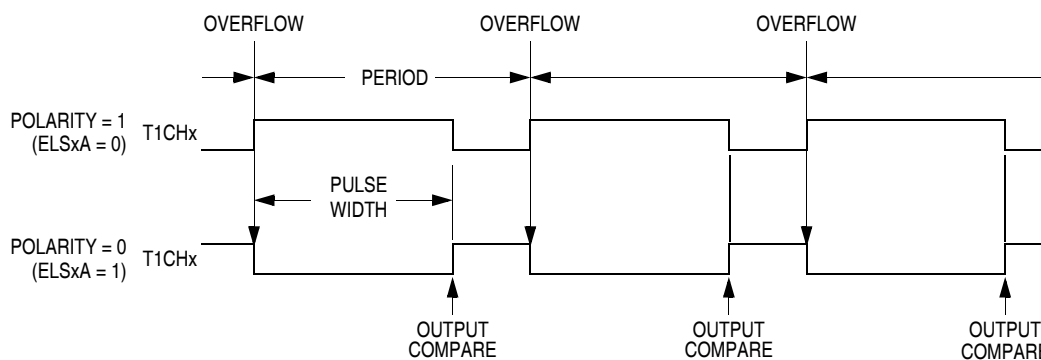 OVERFLOW OVERFLOW OVERFLOW
PERIOD
POLARITY = 1
(ELSxA = 0)
T1CHx
PULSE
WIDTH
POLARITY = 0
(ELSxA = 1)
T1CHx
OUTPUT
COMPARE
OUTPUT
COMPARE
OUTPUT
COMPARE